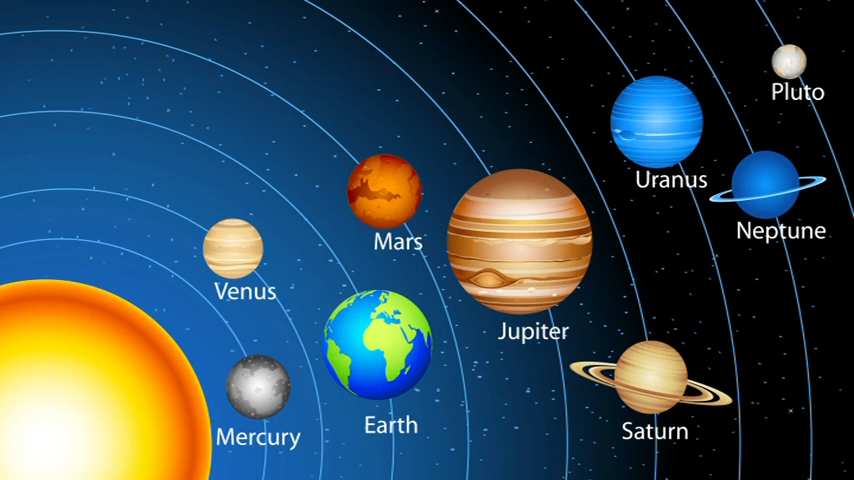 Pluto
Uranus
Neptune
Mars
Venus
Jupiter
Earth
Saturn
Mercury